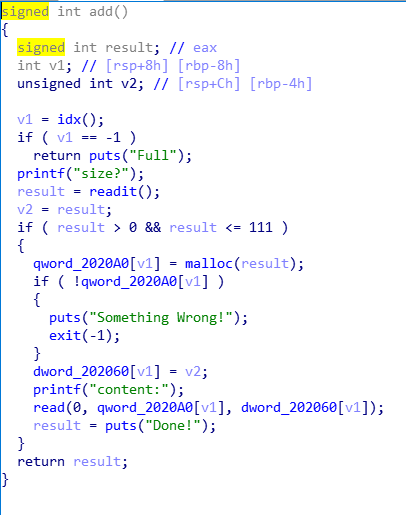 signed int add()
{
  signed int result; // eax
  int v1; // [rsp+8h] [rbp-8h]
  unsigned int v2; // [rsp+Ch] [rbp-4h]

  v1 = idx();
  if ( v1 == -1 )
    return puts("Full");
  printf("size?");
  result = readit();
  v2 = result;
  if ( result > 0 && result <= 111 )
  {
    qword_2020A0[v1] = malloc(result);
    if ( !qword_2020A0[v1] )
    {
      puts("Something Wrong!");
      exit(-1);
    }
    dword_202060[v1] = v2;
    printf("content:");
    read(0, qword_2020A0[v1], dword_202060[v1]);
    result = puts("Done!");
  }
  return result;
}